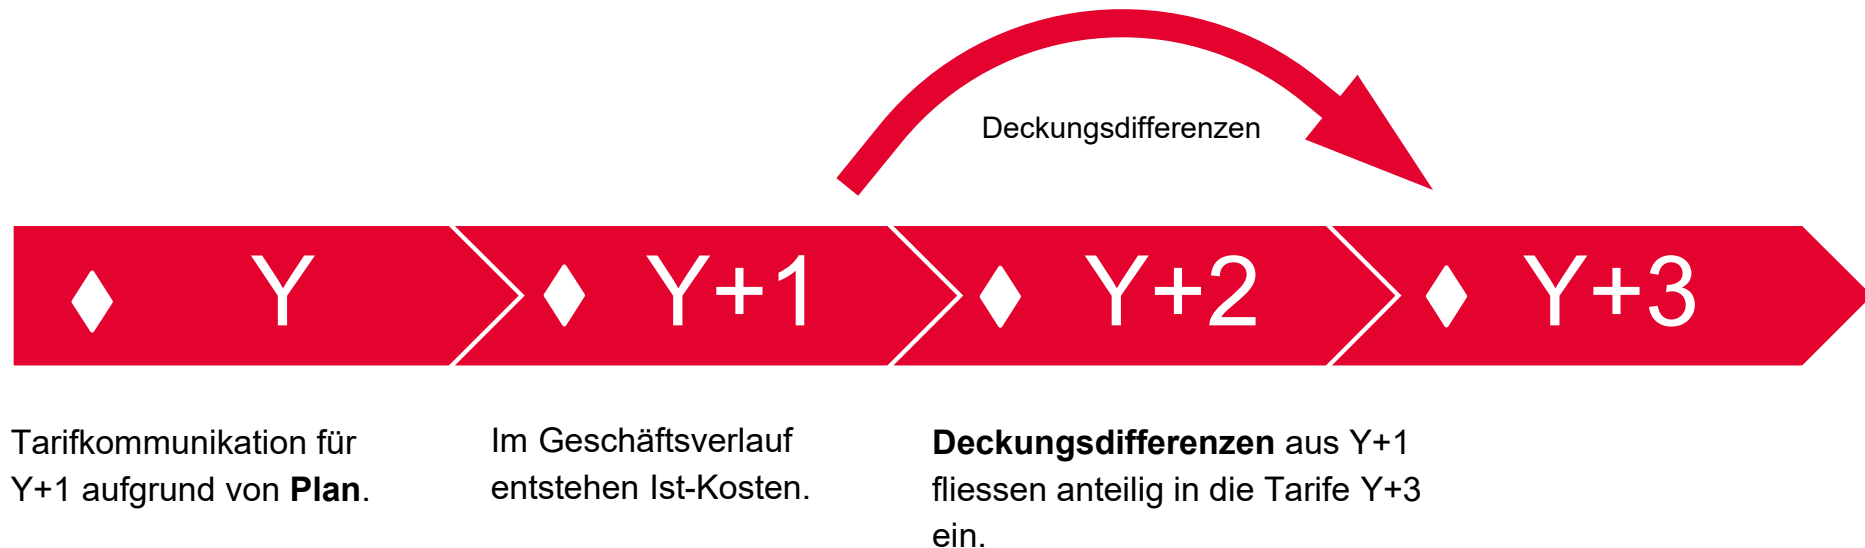 Deckungsdifferenzen
Y
Y+1
Y+2
Y+3
Tarifkommunikation für
Y+1 aufgrund von Plan.
Im Geschäftsverlauf
entstehen Ist-Kosten.
Deckungsdifferenzen aus Y+1
fliessen anteilig in die Tarife Y+3
ein.